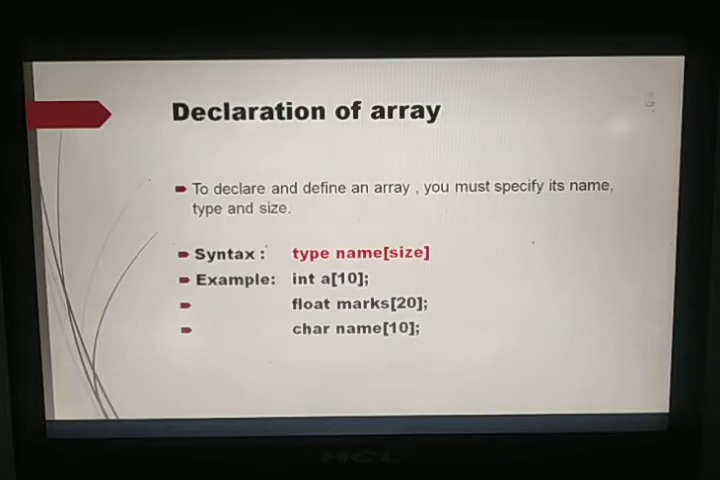 Declaration of array
To declare and define an array , you must specify its name,
type and size.
Syntax : type name[size]
Example: int a[10];
float marks[20];
char name[10];
HCL